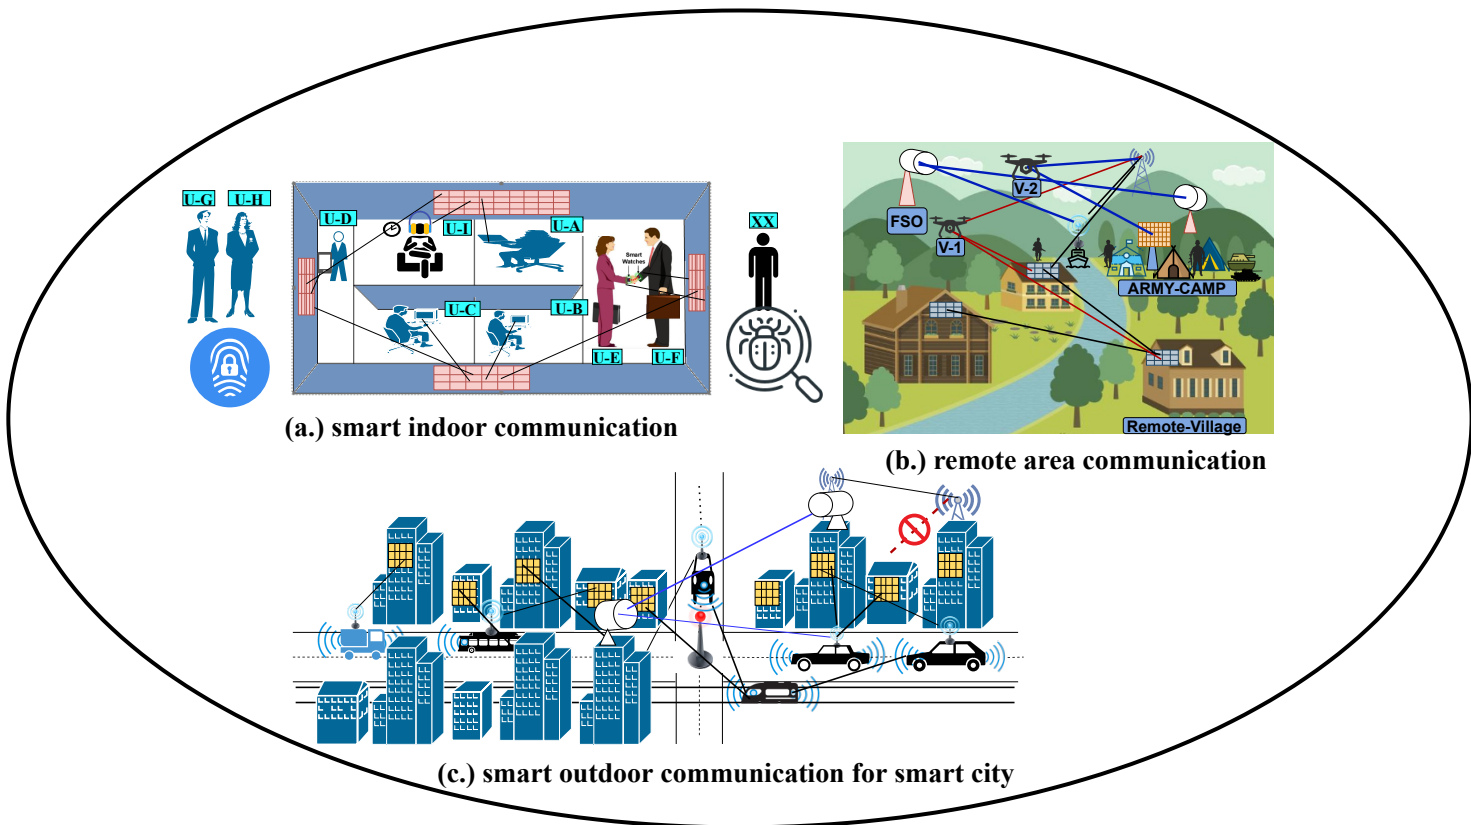 U-G
U-H
U-D
U-I
U-A
Smart
Watches
U-C
U-B
U-E
U-F
XX
(a.) smart indoor communication
V-2
FSO
V-1
ARMY-CAMP
Remote-Village
(b.) remote area communication
(c.) smart outdoor communication for smart city